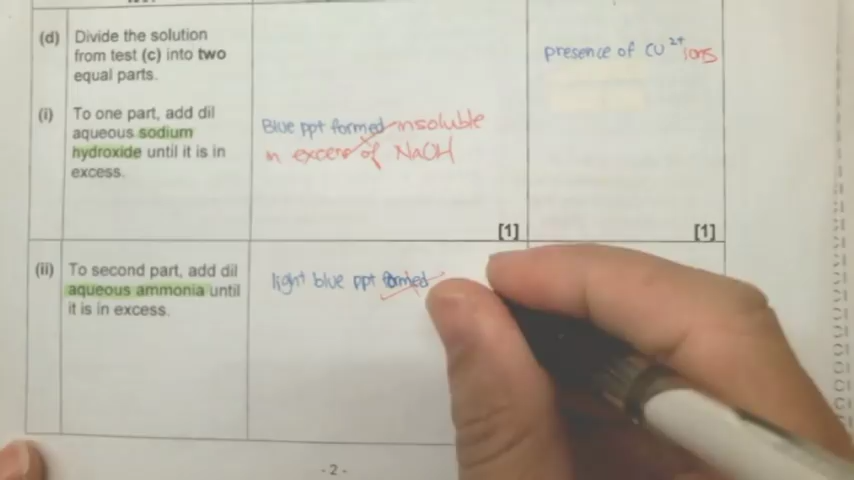 (d) Divide the solution
from test (c) into two
equal parts.
presence of Cu2+ ions
(i) To one part, add dil
aqueous sodium
hydroxide until it is in
excess.
Blue ppt formed insoluble
in excess of NaOH
[1] [1]
(ii) To second part, add dil
aqueous ammonia until
it is in excess.
light blue ppt formed
- 2 -